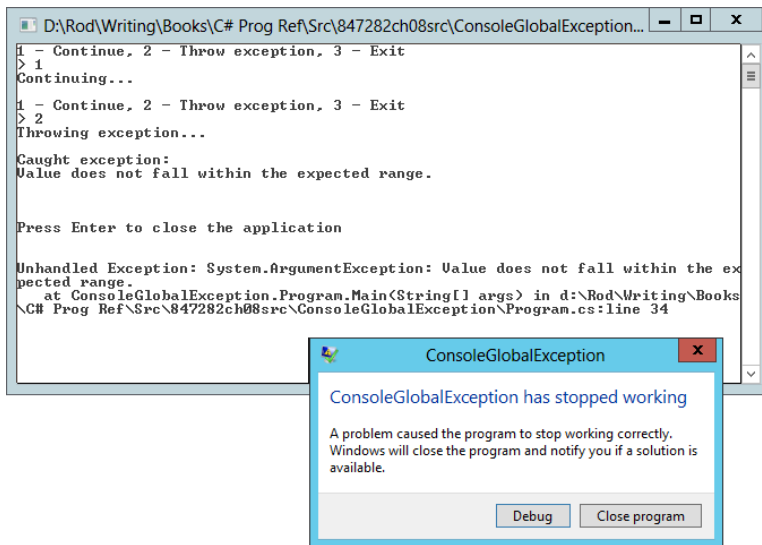 D:\Rod\Writing\Books\C# Prog Ref\Src\847282ch08src\ConsoleGlobalException...
1 - Continue, 2 - Throw exception, 3 - Exit
> 1
Continuing...
1 - Continue, 2 - Throw exception, 3 - Exit
> 2
Throwing exception...
Caught exception:
Value does not fall within the expected range.
Press Enter to close the application
Unhandled Exception: System.ArgumentException: Value does not fall within the ex
pected range.
at ConsoleGlobalException.Program.Main(String[] args) in d:\Rod\Writing\Books
\C# Prog Ref\Src\847282ch08src\ConsoleGlobalException\Program.cs:line 34
ConsoleGlobalException
ConsoleGlobalException has stopped working
A problem caused the program to stop working correctly.
Windows will close the program and notify you if a solution is
available.
Debug
Close program